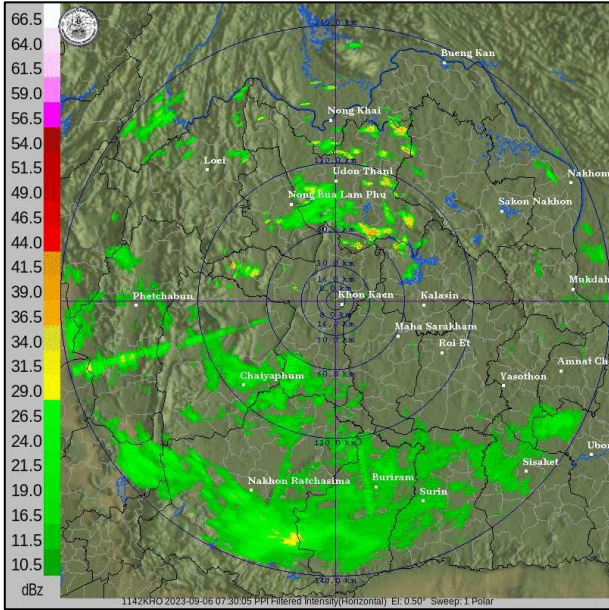 66.5
64.0
61.5
59.0
56.5
54.0
51.5
49.0
46.5
44.0
41.5
39.0
36.5
34.0
31.5
29.0
26.5
24.0
21.5
19.0
16.5
14.0
11.5
10.5
dBz
Bueng Kan
Nong Khai
Loei
Udon Thani
Nakhom
Nong Bua Lam Phu
Sakon Nakhon
Mukdah
Phetchabun
Khon Kaen
Kalasin
Maha Sarakham
Roi Et
Amnat Ch
Chaiyaphum
Yasothon
Ubon
Sisaket
Nakhon Ratchasima
Buriram
Surin
1142KHO 2023-09-06 07:30:05 PPI Filtered Intensity(Horizontal) El: 0.50° Sweep: 1 Polar